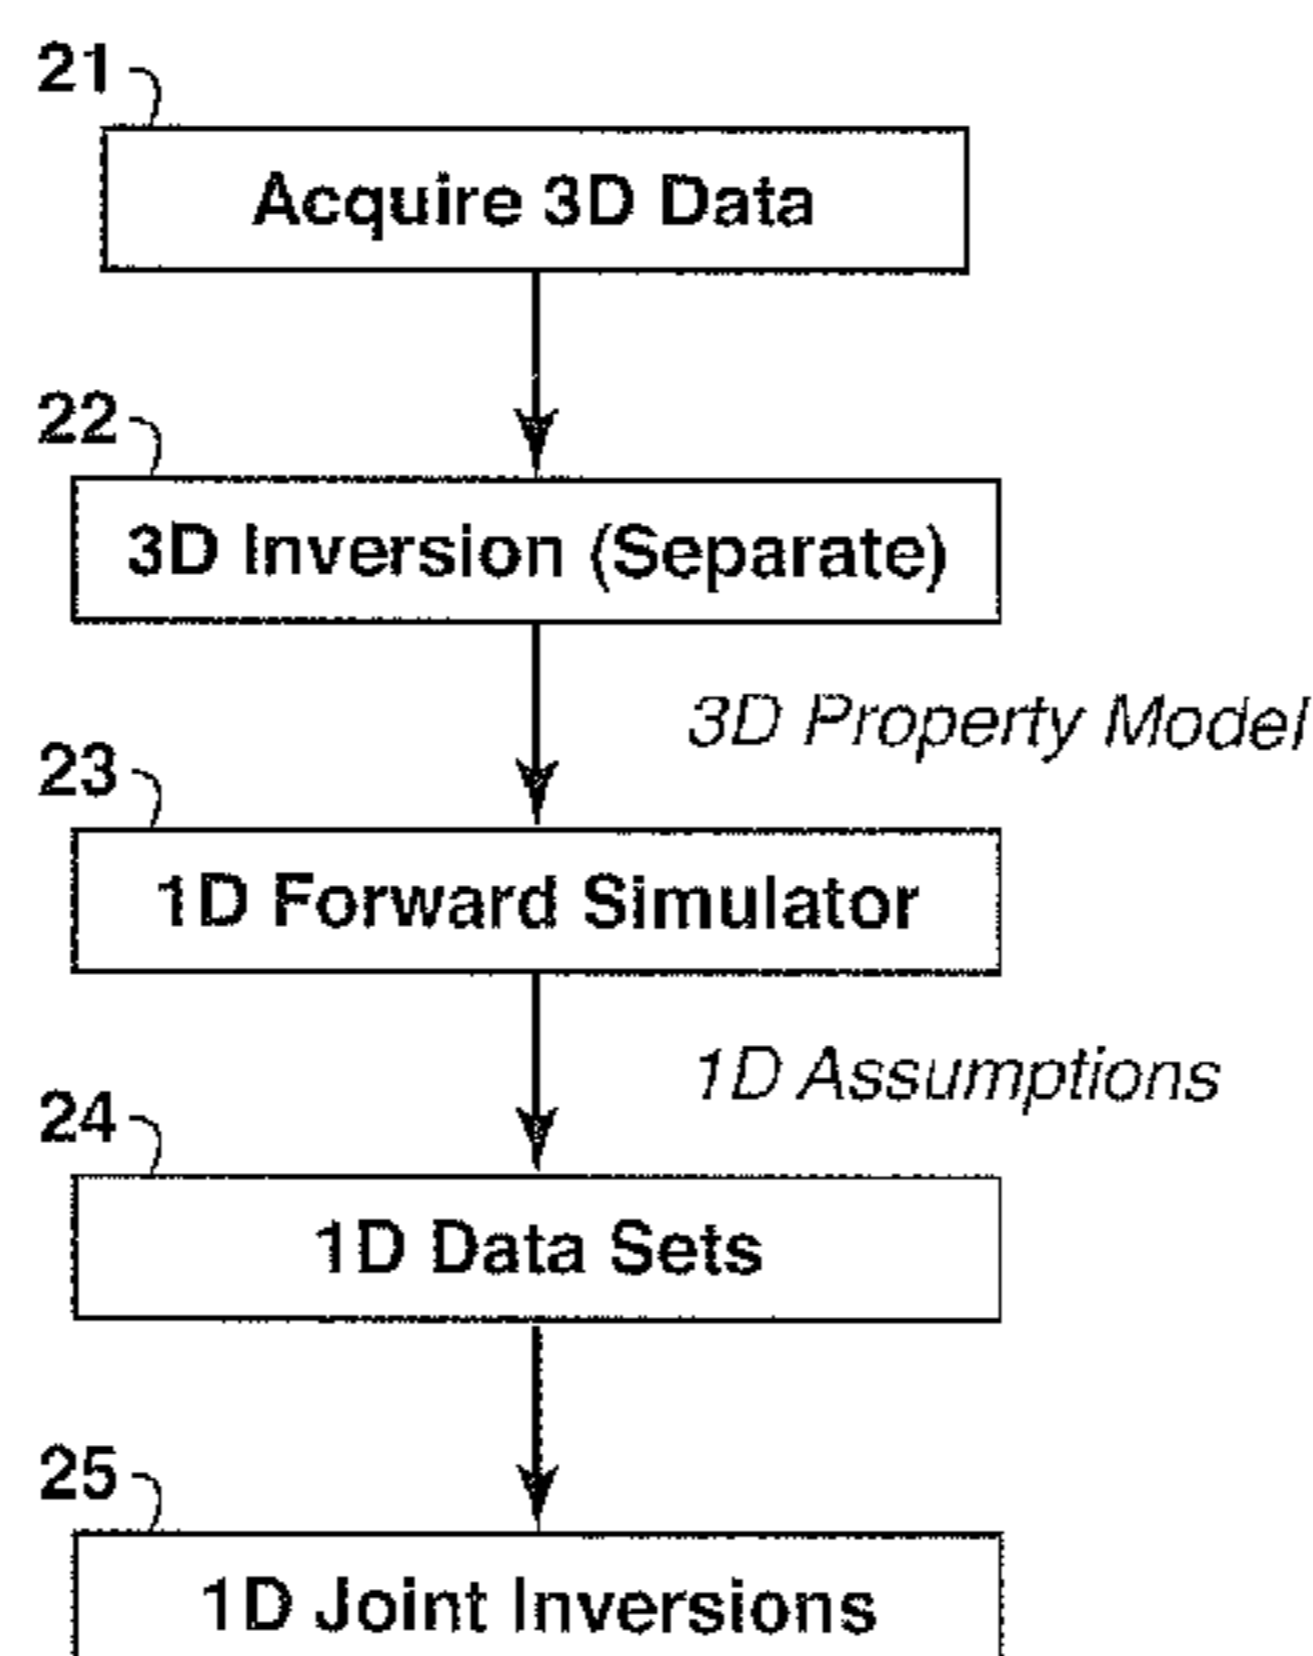 21
Acquire 3D Data
22
3D Inversion (Separate)
3D Property Model
23
1D Forward Simulator
1D Assumptions
24
1D Data Sets
25
1D Joint Inversions